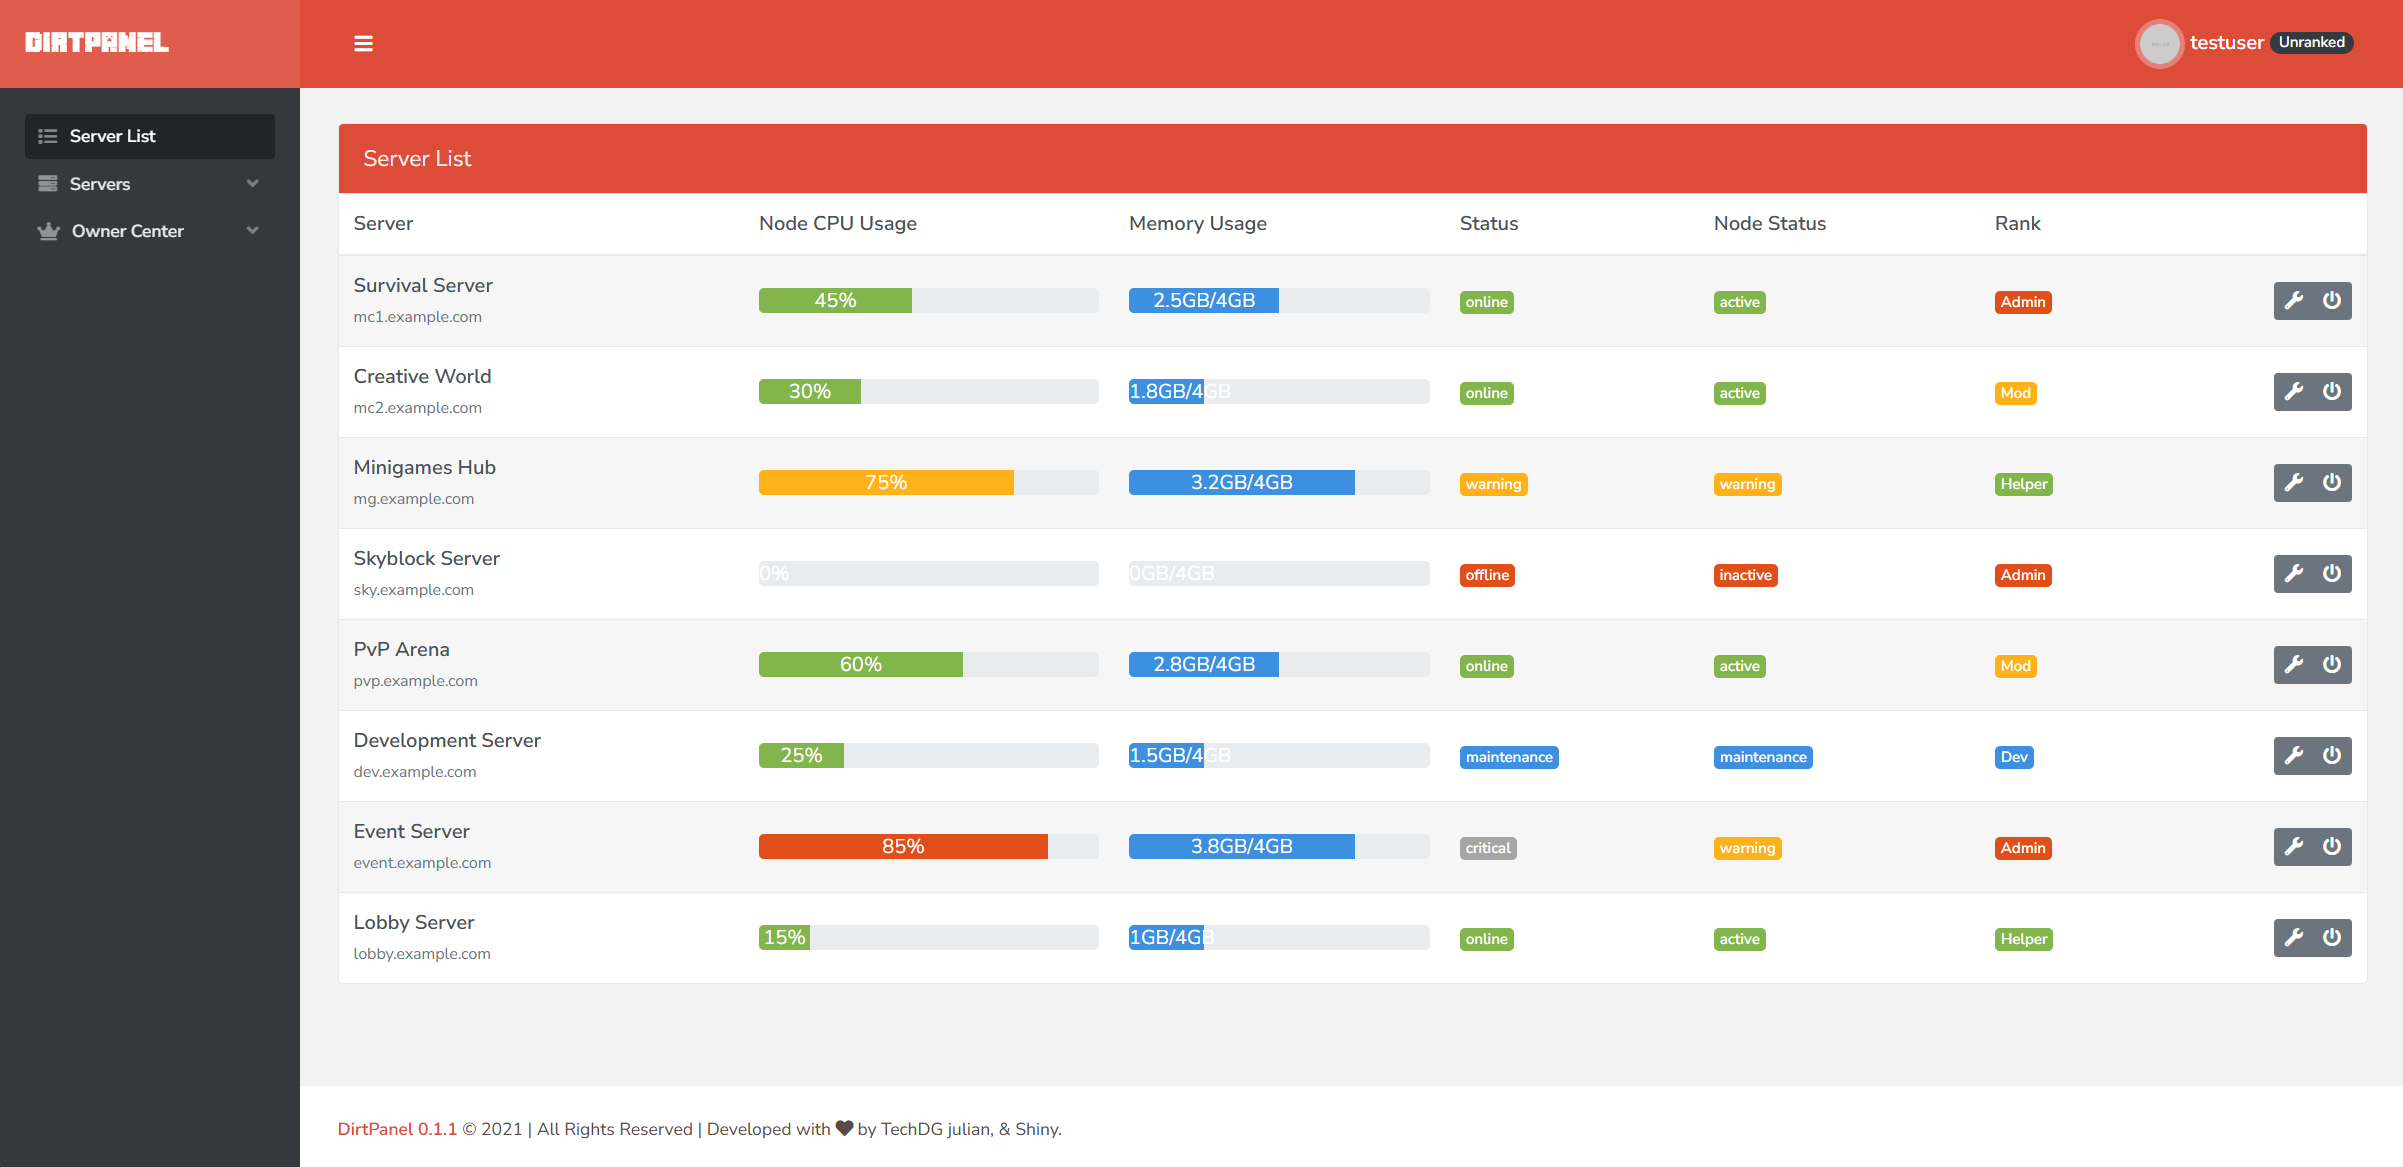 DIRTPANEL
testuser Unranked
Server List
Servers
Owner Center
Server List
Server Node CPU Usage Memory Usage Status Node Status Rank
Survival Server
mc1.example.com
45% 2.5GB/4GB online active Admin
Creative World
mc2.example.com
30% 1.8GB/4GB online active Mod
Minigames Hub
mg.example.com
75% 3.2GB/4GB warning warning Helper
Skyblock Server
sky.example.com
0% 0GB/4GB offline inactive Admin
PvP Arena
pvp.example.com
60% 2.8GB/4GB online active Mod
Development Server
dev.example.com
25% 1.5GB/4GB maintenance maintenance Dev
Event Server
event.example.com
85% 3.8GB/4GB critical warning Admin
Lobby Server
lobby.example.com
15% 1GB/4GB online active Helper
DirtPanel 0.1.1 © 2021 | All Rights Reserved | Developed with by TechDG julian, & Shiny.